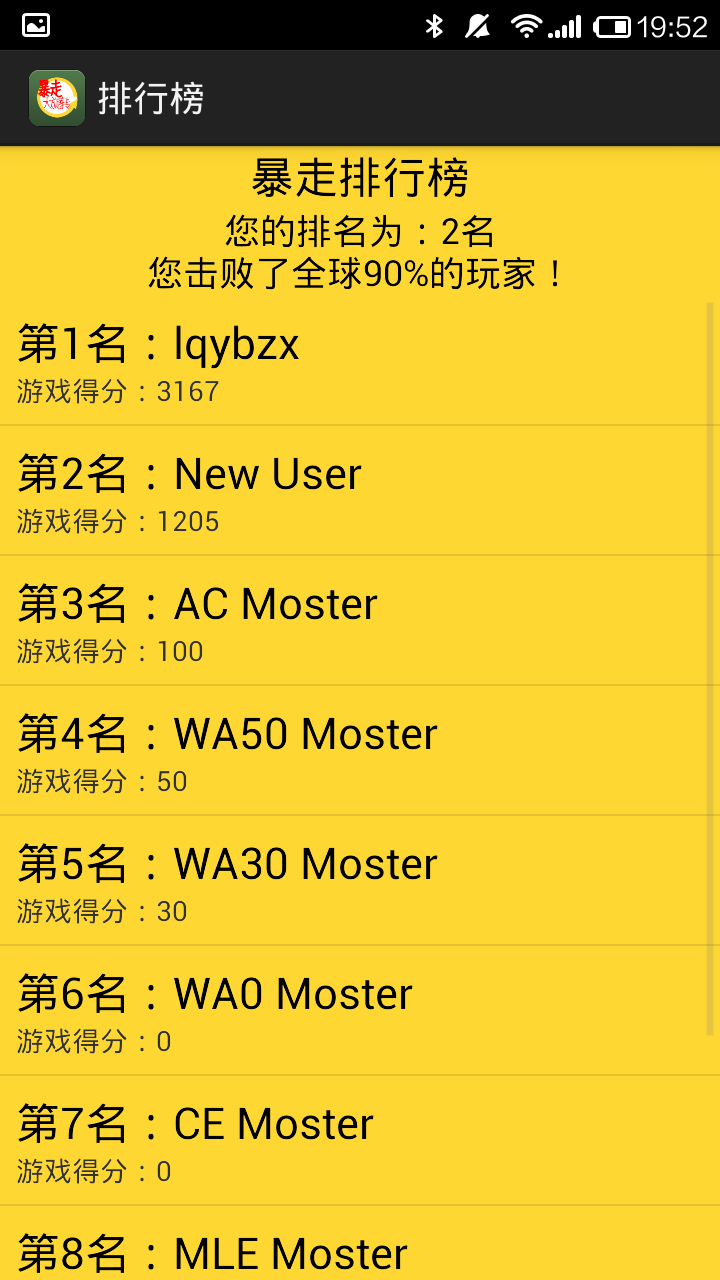 19:52
暴走
排行榜
暴走排行榜
您的排名为：2名
您击败了全球90%的玩家！
第1名：lqybzx
游戏得分：3167
第2名：New User
游戏得分：1205
第3名：AC Moster
游戏得分：100
第4名：WA50 Moster
游戏得分：50
第5名：WA30 Moster
游戏得分：30
第6名：WA0 Moster
游戏得分：0
第7名：CE Moster
游戏得分：0
第8名：MLE Moster